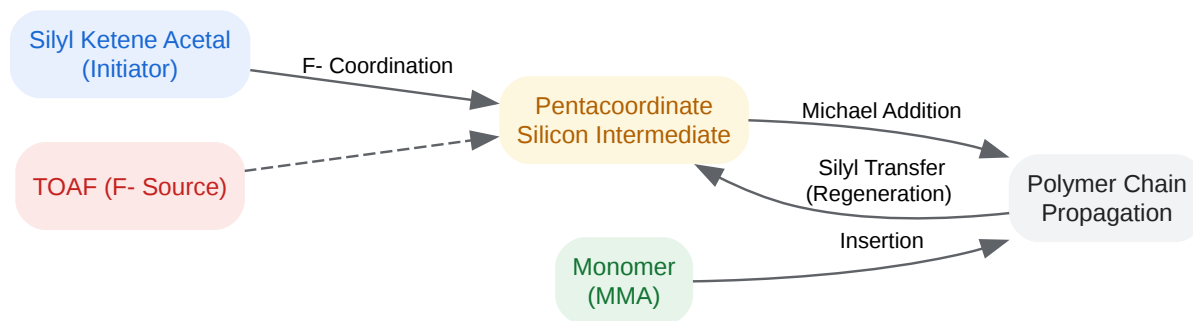 Silyl Ketene Acetal
(Initiator)
F- Coordination
TOAF (F- Source)
Pentacoordinate
Silicon Intermediate
Michael Addition
Silyl Transfer
(Regeneration)
Polymer Chain
Propagation
Insertion
Monomer
(MMA)